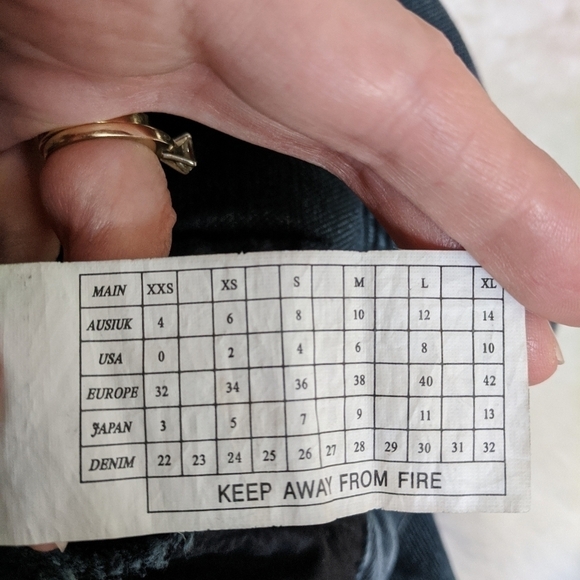 MAIN XXS XS S M L XL
AUSIUK 4 6 8 10 12 14
USA 0 2 4 6 8 10
EUROPE 32 34 36 38 40 42
JAPAN 3 5 7 9 11 13
DENIM 22 23 24 25 26 27 28 29 30 31 32
KEEP AWAY FROM FIRE